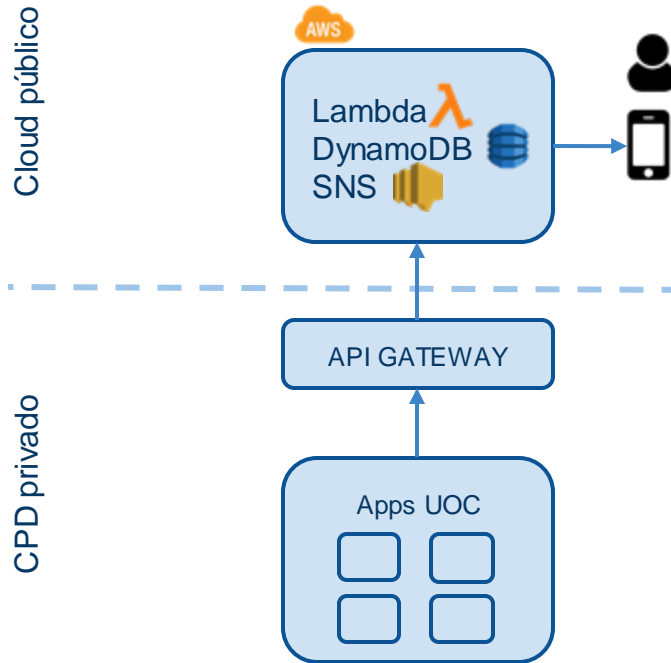 Cloud público
AWS
Lambda
DynamoDB
SNS
API GATEWAY
CPD privado
Apps UOC